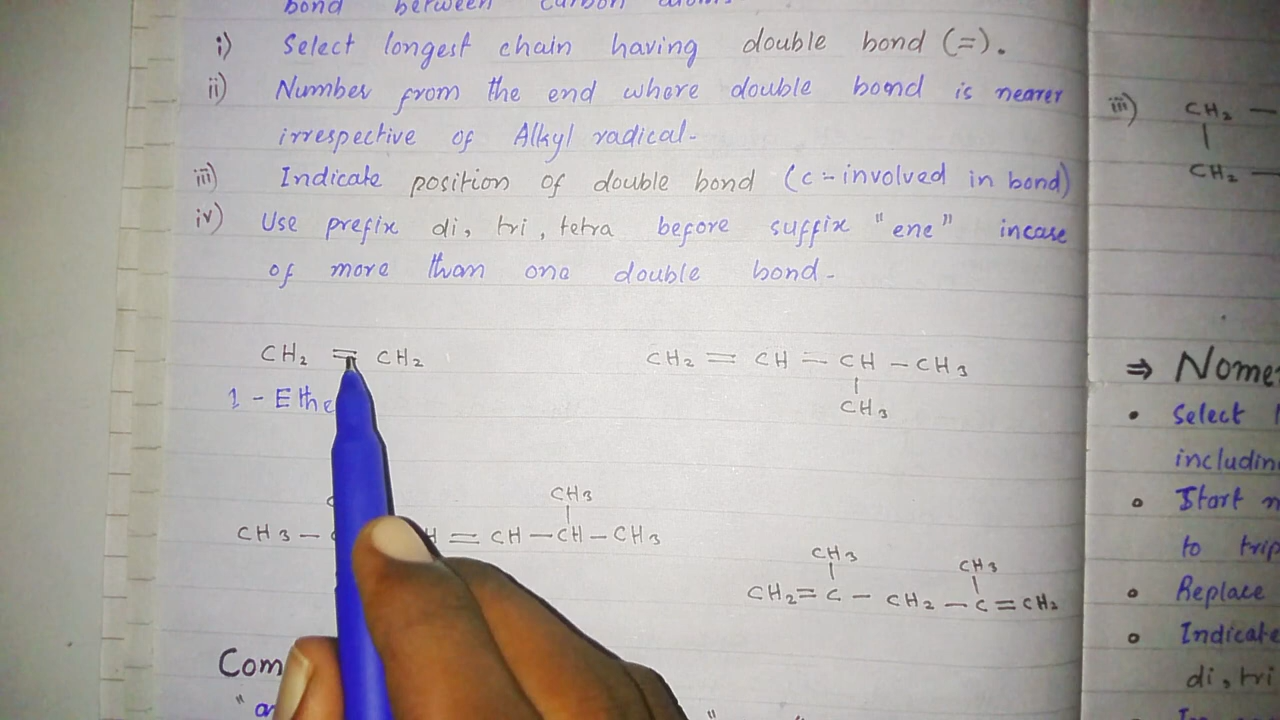 bond between carbon atoms
i) Select longest chain having double bond (=).
ii) Number from the end where double bond is nearer
irrespective of Alkyl radical.
iii) Indicate position of double bond (c-involved in bond)
iv) Use prefix di, tri, tetra before suffix "ene" incase
of more than one double bond.
CH₂ = CH₂
1 - Ethe
CH₂ = CH — CH — CH₃
CH₃
CH₃
CH₃ — H = CH — CH — CH₃
CH₃ CH₃
CH₂ = C — CH₂ — C = CH₂
Com
iii) CH₂ —
CH₂ —
⇒ Nome
• Select
includin
• Start
to trip
• Replace
• Indicate
di, tri